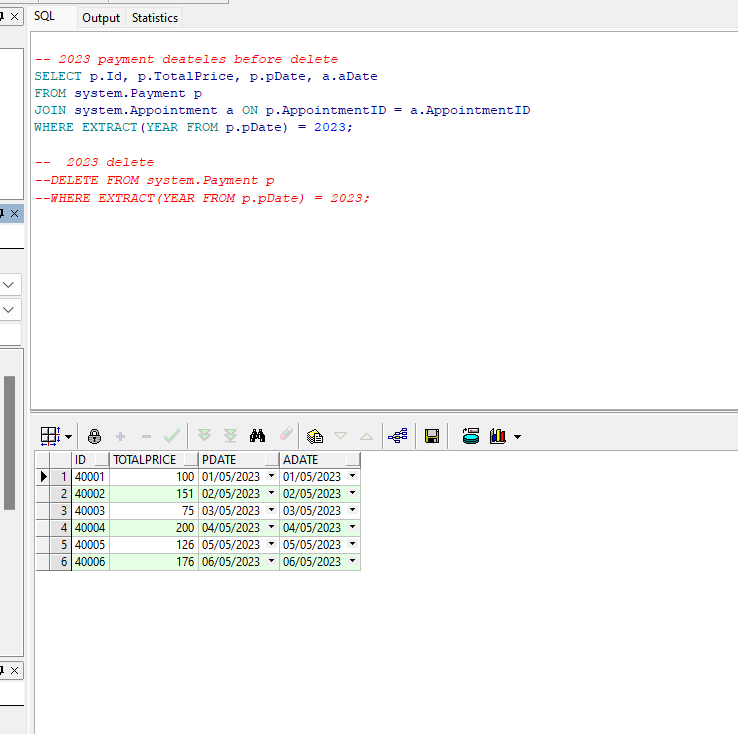 SQL Output Statistics
-- 2023 payment deateles before delete
SELECT p.Id, p.TotalPrice, p.pDate, a.aDate
FROM system.Payment p
JOIN system.Appointment a ON p.AppointmentID = a.AppointmentID
WHERE EXTRACT(YEAR FROM p.pDate) = 2023;
--  2023 delete
--DELETE FROM system.Payment p
--WHERE EXTRACT(YEAR FROM p.pDate) = 2023;
ID TOTALPRICE PDATE ADATE
1 40001 100 01/05/2023 01/05/2023
2 40002 151 02/05/2023 02/05/2023
3 40003 75 03/05/2023 03/05/2023
4 40004 200 04/05/2023 04/05/2023
5 40005 126 05/05/2023 05/05/2023
6 40006 176 06/05/2023 06/05/2023